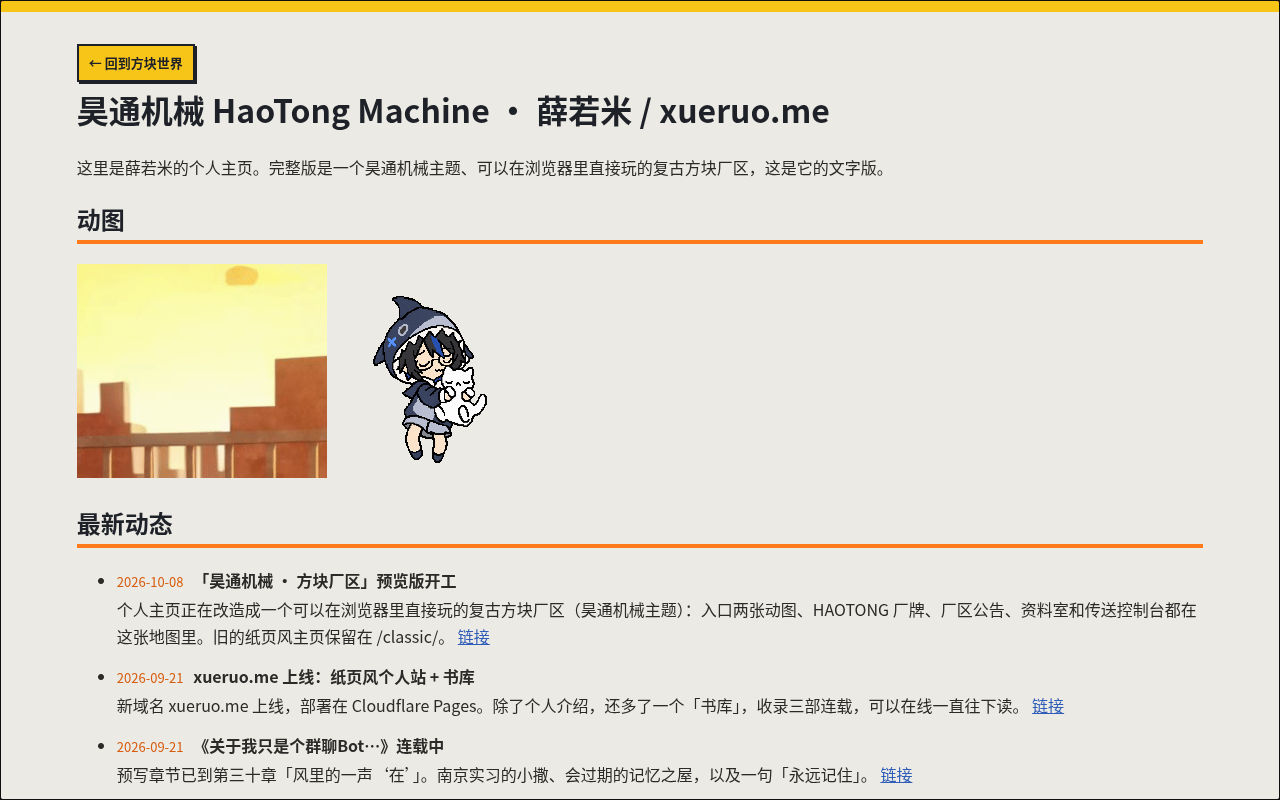 ← 回到方块世界
昊通机械 HaoTong Machine · 薛若米 / xueruo.me
这里是薛若米的个人主页。完整版是一个昊通机械主题、可以在浏览器里直接玩的复古方块厂区，这是它的文字版。
动图
最新动态
2026-10-08 「昊通机械 · 方块厂区」预览版开工
个人主页正在改造成一个可以在浏览器里直接玩的复古方块厂区（昊通机械主题）：入口两张动图、HAOTONG 厂牌、厂区公告、资料室和传送控制台都在
这张地图里。旧的纸页风主页保留在 /classic/。 链接
2026-09-21 xueruo.me 上线：纸页风个人站 + 书库
新域名 xueruo.me 上线，部署在 Cloudflare Pages。除了个人介绍，还多了一个「书库」，收录三部连载，可以在线一直往下读。 链接
2026-09-21 《关于我只是个群聊Bot…》连载中
预写章节已到第三十章「风里的一声‘在’」。南京实习的小撒、会过期的记忆之屋，以及一句「永远记住」。 链接